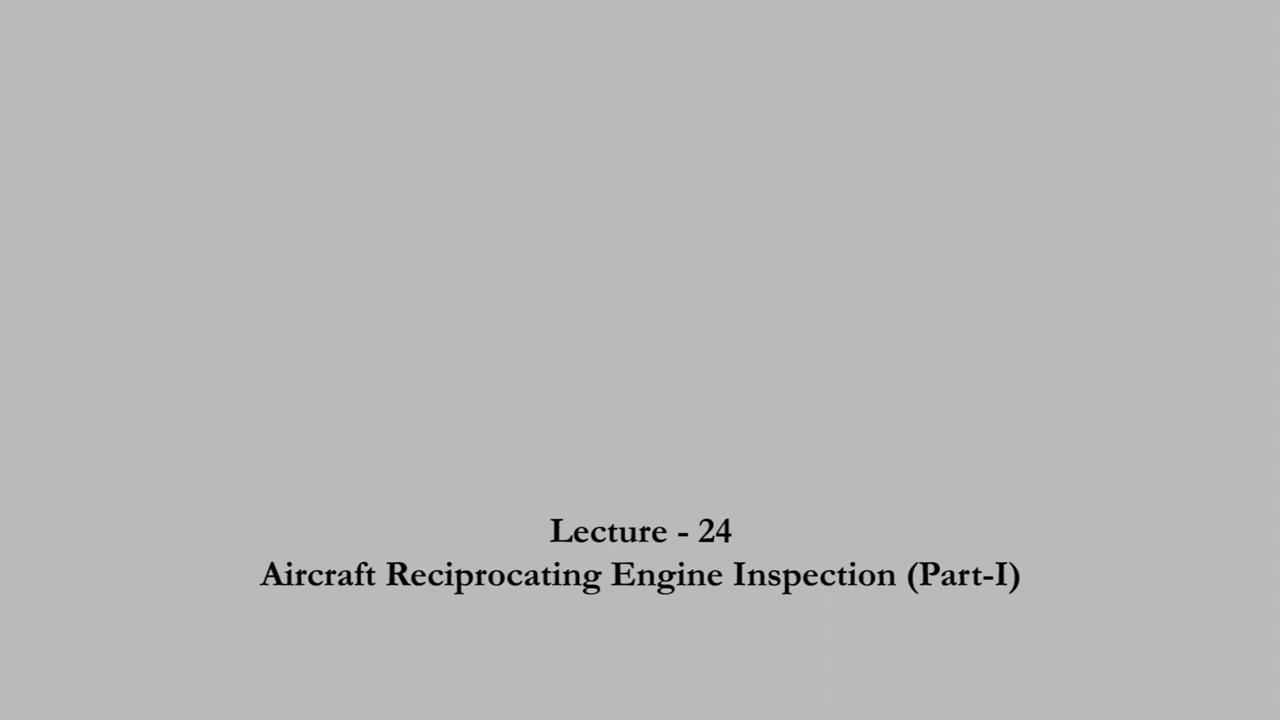 Lecture - 24
Aircraft Reciprocating Engine Inspection (Part-I)